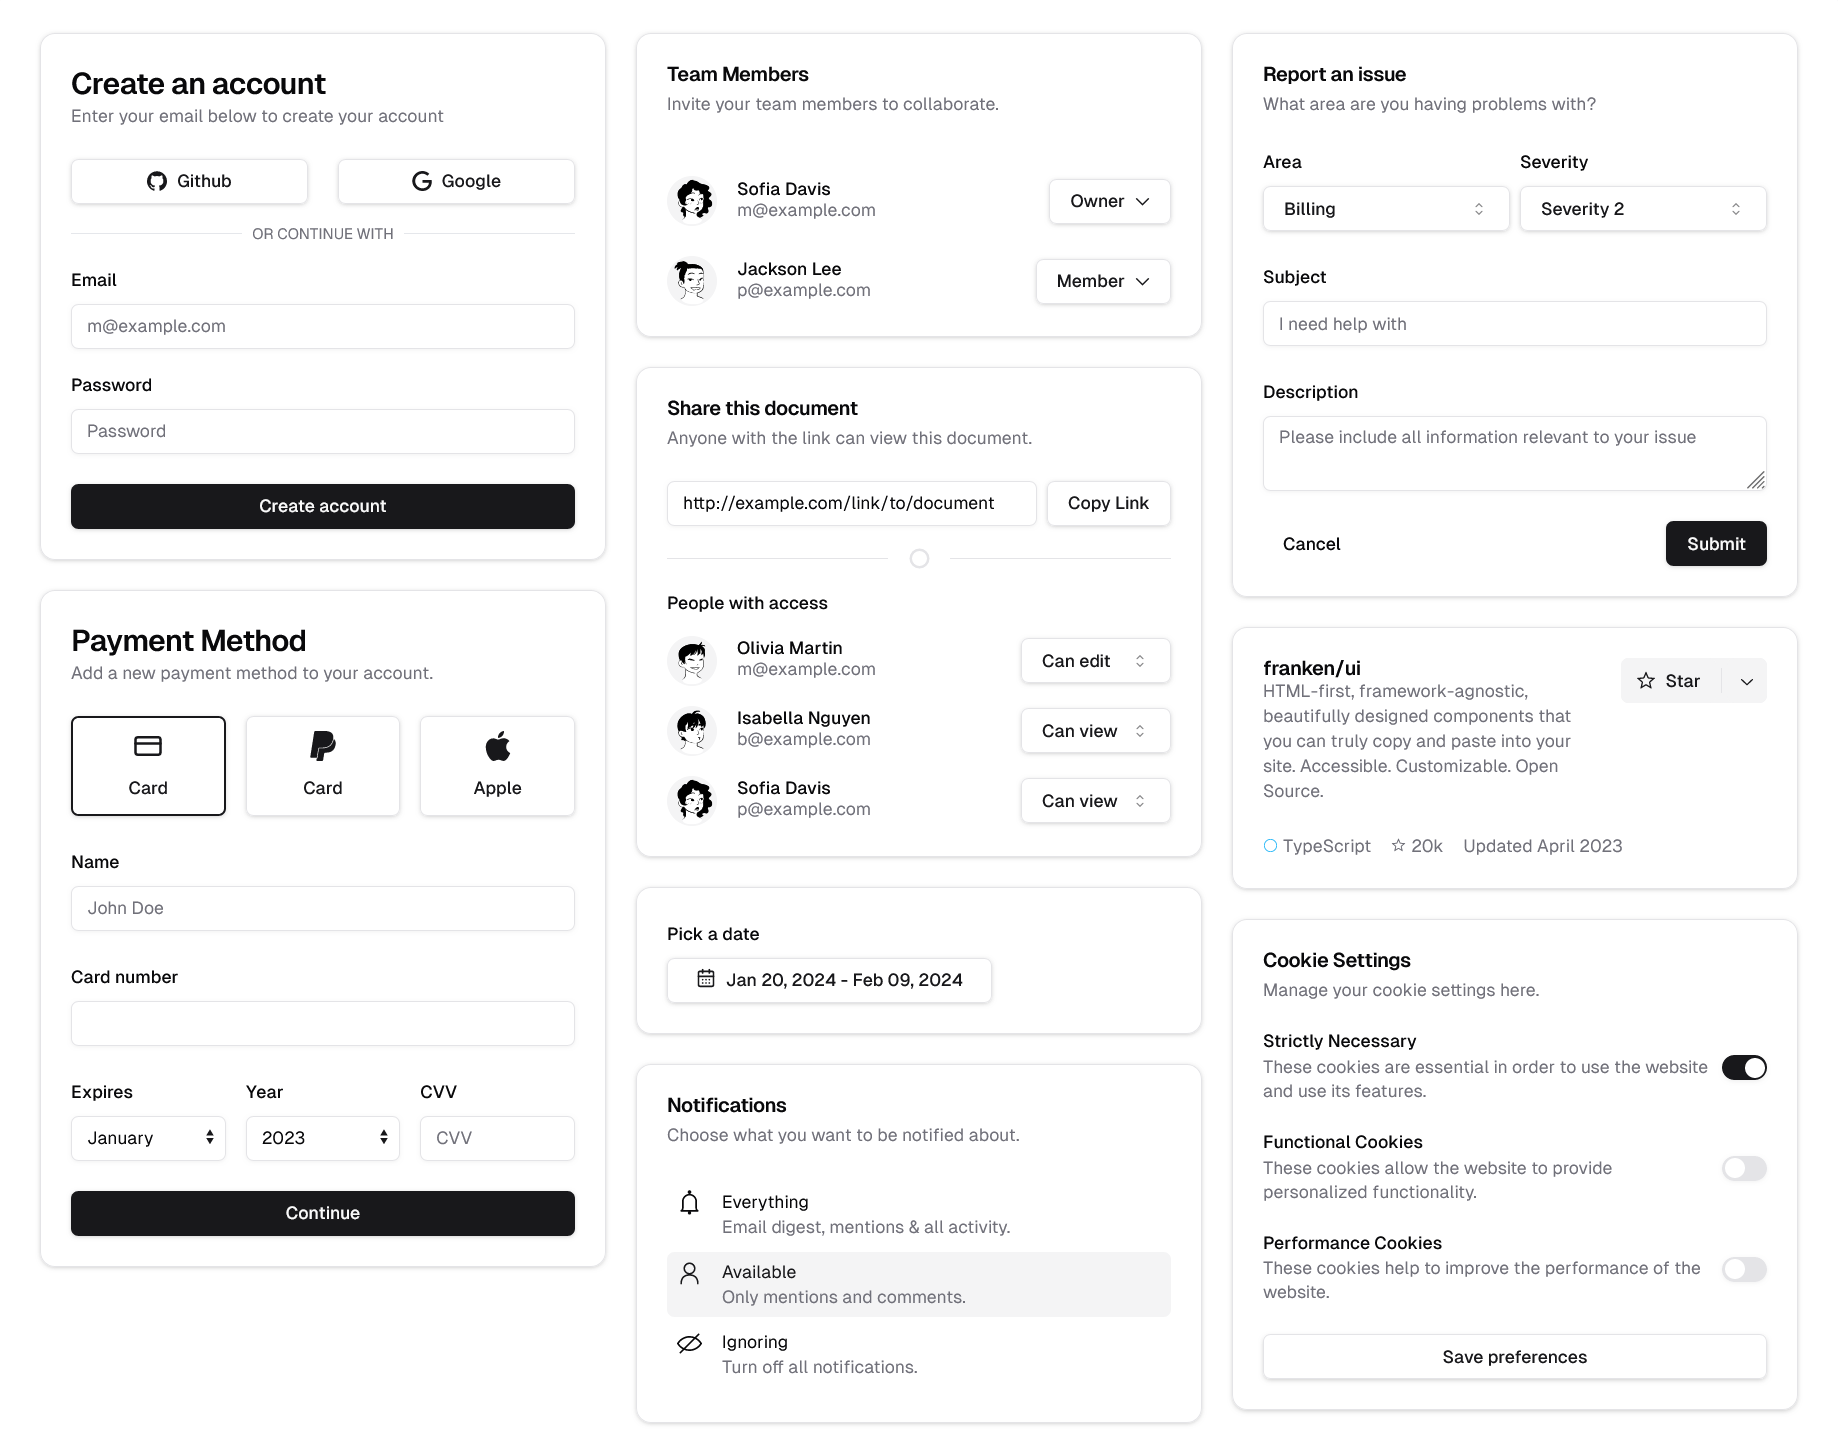 Create an account
Enter your email below to create your account
Github
Google
OR CONTINUE WITH
Email
m@example.com
Password
Password
Create account
Payment Method
Add a new payment method to your account.
Card
Card
Apple
Name
John Doe
Card number
Expires
Year
CVV
January
2023
CVV
Continue
Team Members
Invite your team members to collaborate.
Sofia Davis
m@example.com
Owner
Jackson Lee
p@example.com
Member
Share this document
Anyone with the link can view this document.
http://example.com/link/to/document
Copy Link
People with access
Olivia Martin
m@example.com
Can edit
Isabella Nguyen
b@example.com
Can view
Sofia Davis
p@example.com
Can view
Pick a date
Jan 20, 2024 - Feb 09, 2024
Notifications
Choose what you want to be notified about.
Everything
Email digest, mentions & all activity.
Available
Only mentions and comments.
Ignoring
Turn off all notifications.
Report an issue
What area are you having problems with?
Area
Severity
Billing
Severity 2
Subject
I need help with
Description
Please include all information relevant to your issue
Cancel
Submit
franken/ui
HTML-first, framework-agnostic,
beautifully designed components that
you can truly copy and paste into your
site. Accessible. Customizable. Open
Source.
Star
TypeScript
20k
Updated April 2023
Cookie Settings
Manage your cookie settings here.
Strictly Necessary
These cookies are essential in order to use the website
and use its features.
Functional Cookies
These cookies allow the website to provide
personalized functionality.
Performance Cookies
These cookies help to improve the performance of the
website.
Save preferences